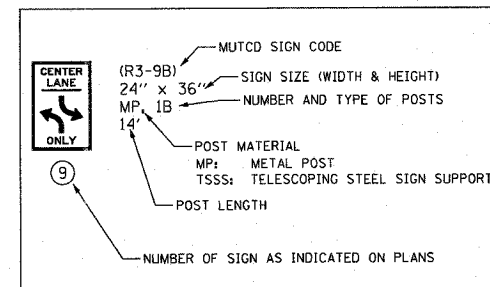 MUTCD SIGN CODE
CENTER
LANE
ONLY
(R3-9B)
24" x 36"
MP, 1B
14'
SIGN SIZE (WIDTH & HEIGHT)
NUMBER AND TYPE OF POSTS
POST MATERIAL
MP: METAL POST
TSSS: TELESCOPING STEEL SIGN SUPPORT
POST LENGTH
9
NUMBER OF SIGN AS INDICATED ON PLANS